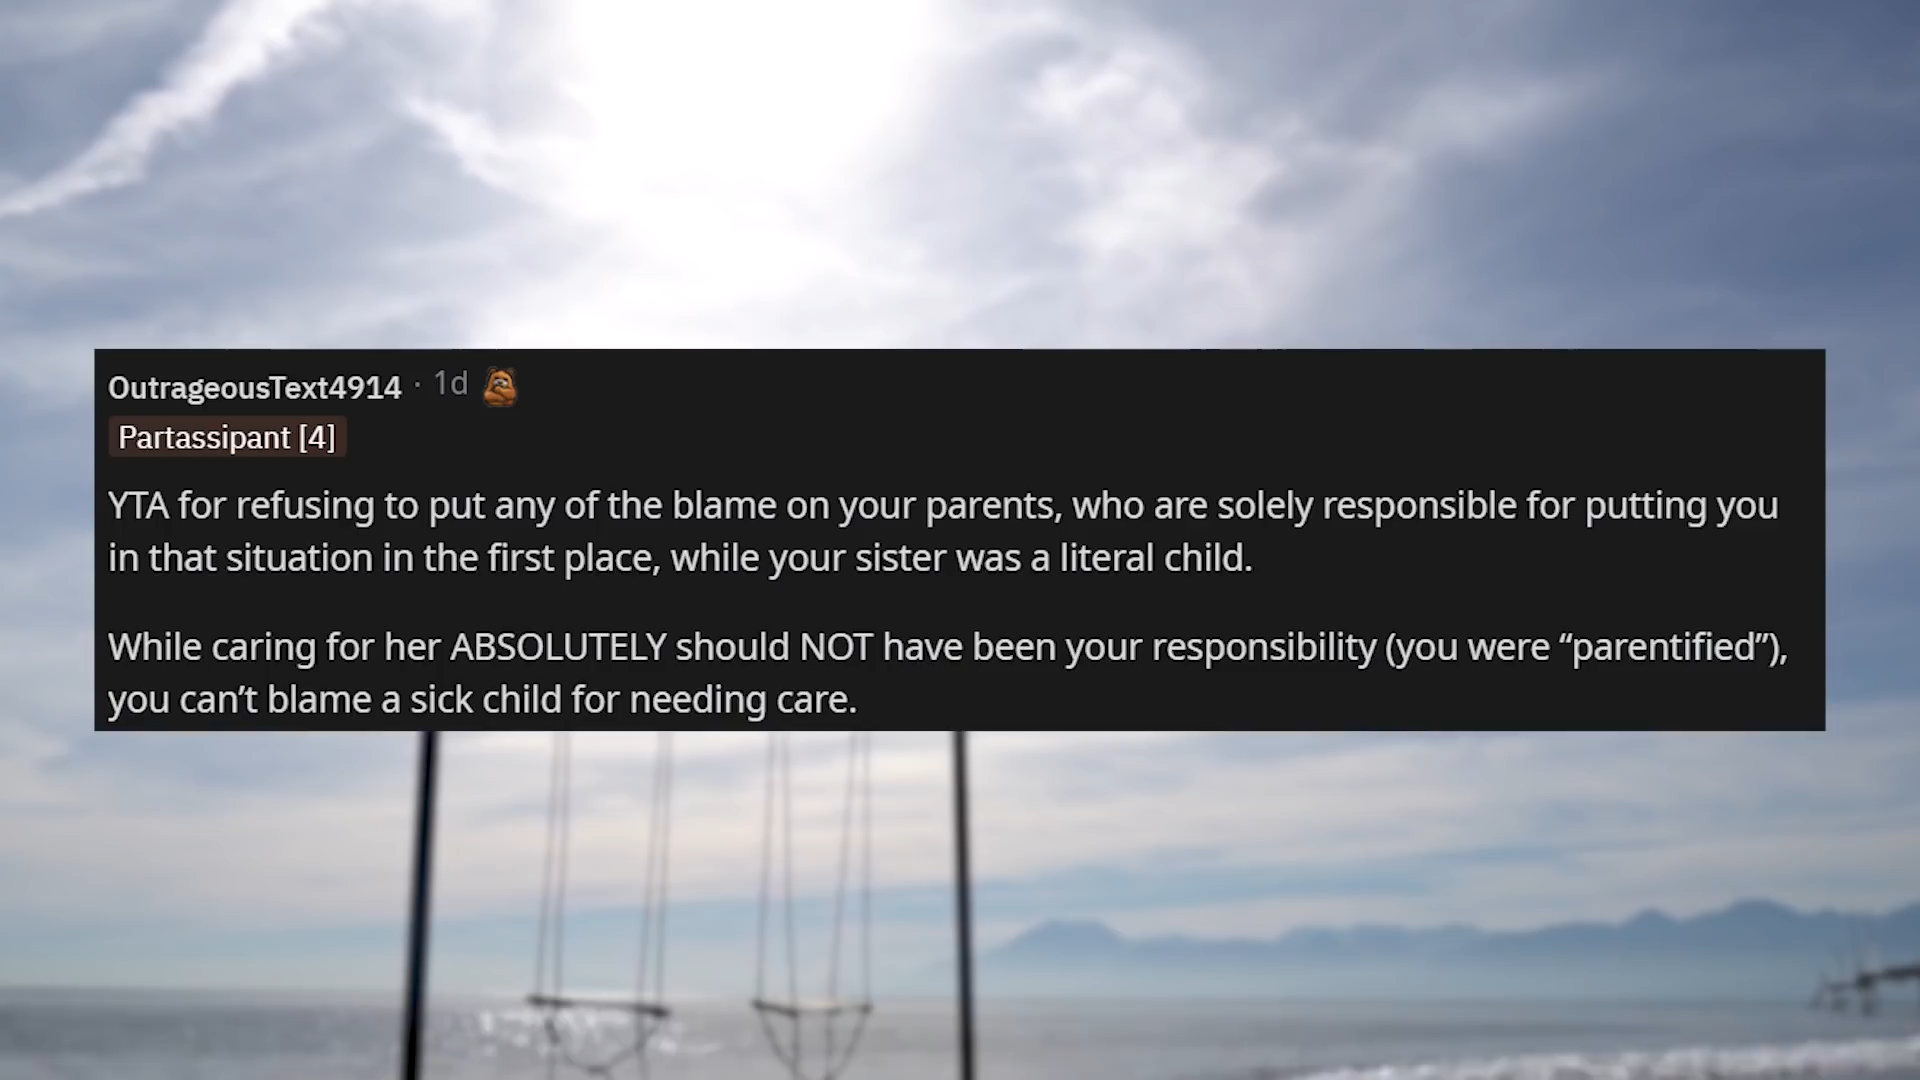 OutrageousText4914 · 1d
Partassipant [4]
YTA for refusing to put any of the blame on your parents, who are solely responsible for putting you
in that situation in the first place, while your sister was a literal child.
While caring for her ABSOLUTELY should NOT have been your responsibility (you were “parentified”),
you can’t blame a sick child for needing care.